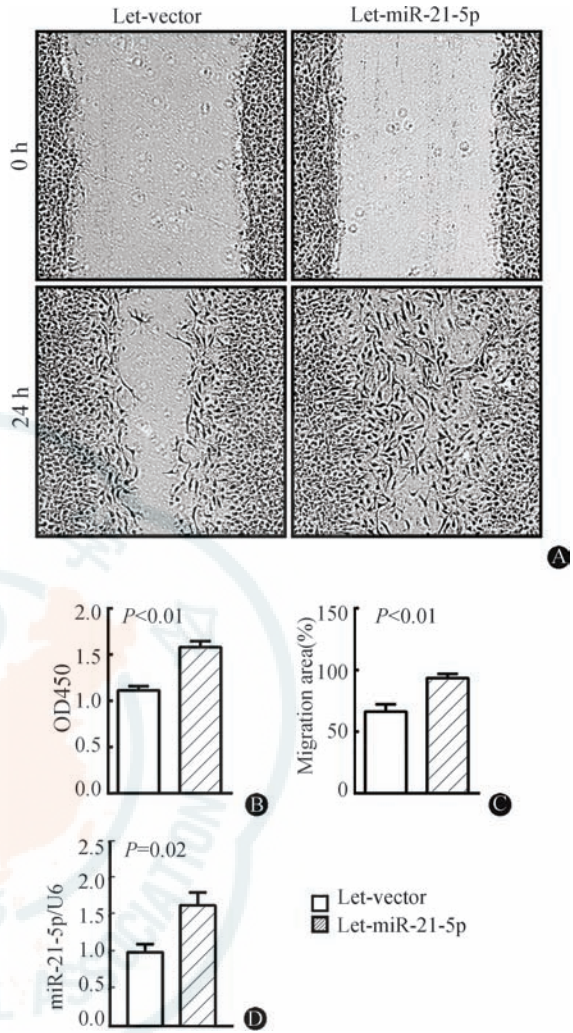 Let-vector Let-miR-21-5p
0 h
24 h
A
2.0
1.5
1.0
0.5
0.0
OD450
P<0.01
B
150
100
50
0
Migration area(%)
P<0.01
C
2.5
2.0
1.5
1.0
0.5
0.0
miR-21-5p/U6
P=0.02
D
Let-vector
Let-miR-21-5p
ASSOCIATION